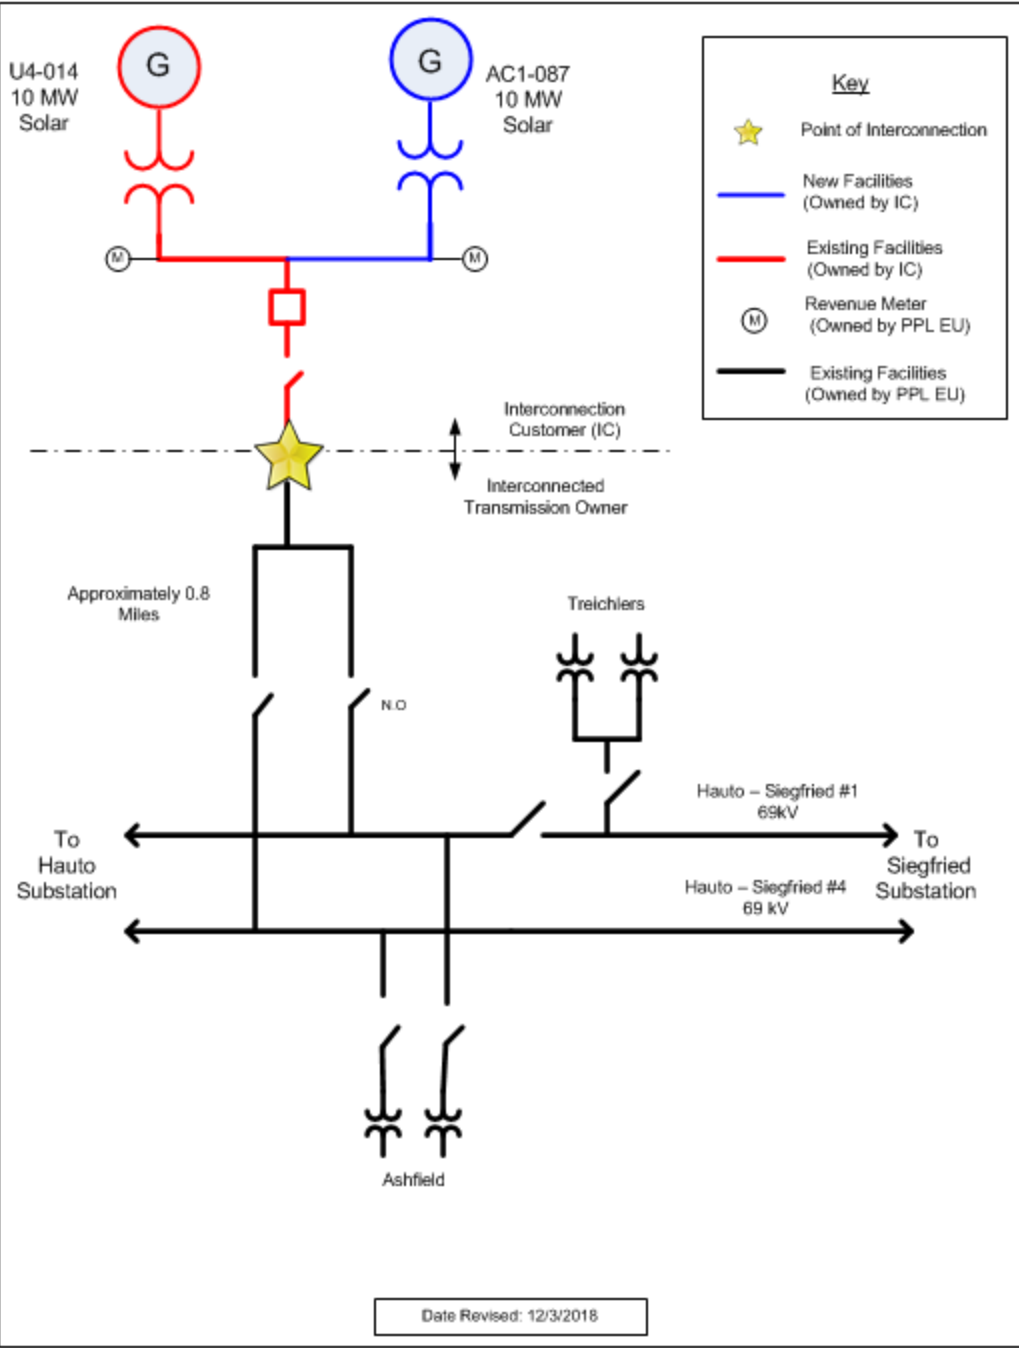 U4-014
10 MW
Solar
G
G
AC1-087
10 MW
Solar
M
M
Key
Point of Interconnection
New Facilities
(Owned by IC)
Existing Facilities
(Owned by IC)
Revenue Meter
M
(Owned by PPL EU)
Existing Facilities
(Owned by PPL EU)
Interconnection
Customer (IC)
Interconnected
Transmission Owner
Approximately 0.8
Miles
Treichlers
N.O
Hauto – Siegfried #1
69kV
To
Hauto
Substation
To
Siegfried
Substation
Hauto – Siegfried #4
69 kV
Ashfield
Date Revised: 12/3/2018